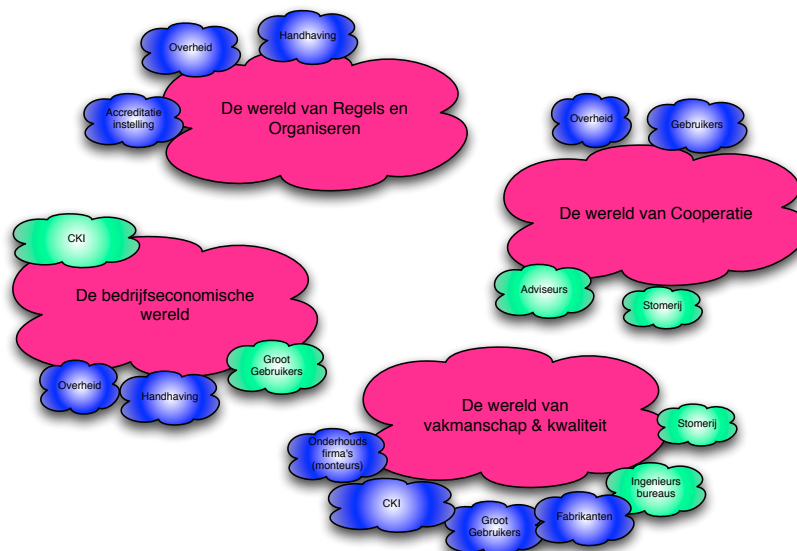 Overheid
Handhaving
Accreditatie
instelling
De wereld van Regels en
Organiseren
Overheid
Gebruikers
De wereld van Cooperatie
Adviseurs
Stomerij
CKI
De bedrijfseconomische
wereld
Groot
Gebruikers
Overheid
Handhaving
De wereld van
vakmanschap & kwaliteit
Onderhouds
firma's
(monteurs)
Stomerij
CKI
Ingenieurs
bureaus
Groot
Gebruikers
Fabrikanten